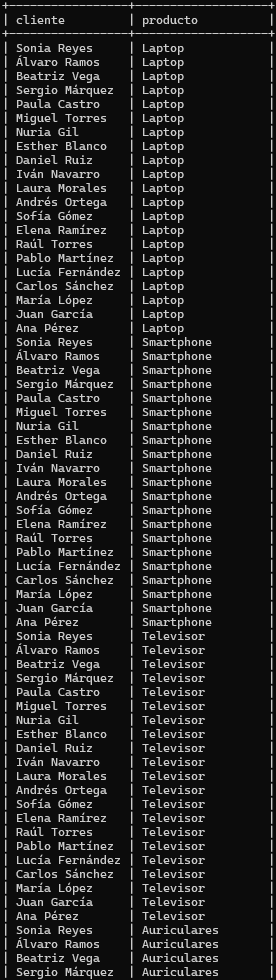 cliente | producto
Sonia Reyes | Laptop
Álvaro Ramos | Laptop
Beatriz Vega | Laptop
Sergio Márquez | Laptop
Paula Castro | Laptop
Miguel Torres | Laptop
Nuria Gil | Laptop
Esther Blanco | Laptop
Daniel Ruiz | Laptop
Iván Navarro | Laptop
Laura Morales | Laptop
Andrés Ortega | Laptop
Sofía Gómez | Laptop
Elena Ramírez | Laptop
Raúl Torres | Laptop
Pablo Martínez | Laptop
Lucía Fernández | Laptop
Carlos Sánchez | Laptop
María López | Laptop
Juan García | Laptop
Ana Pérez | Laptop
Sonia Reyes | Smartphone
Álvaro Ramos | Smartphone
Beatriz Vega | Smartphone
Sergio Márquez | Smartphone
Paula Castro | Smartphone
Miguel Torres | Smartphone
Nuria Gil | Smartphone
Esther Blanco | Smartphone
Daniel Ruiz | Smartphone
Iván Navarro | Smartphone
Laura Morales | Smartphone
Andrés Ortega | Smartphone
Sofía Gómez | Smartphone
Elena Ramírez | Smartphone
Raúl Torres | Smartphone
Pablo Martínez | Smartphone
Lucía Fernández | Smartphone
Carlos Sánchez | Smartphone
María López | Smartphone
Juan García | Smartphone
Ana Pérez | Smartphone
Sonia Reyes | Televisor
Álvaro Ramos | Televisor
Beatriz Vega | Televisor
Sergio Márquez | Televisor
Paula Castro | Televisor
Miguel Torres | Televisor
Nuria Gil | Televisor
Esther Blanco | Televisor
Daniel Ruiz | Televisor
Iván Navarro | Televisor
Laura Morales | Televisor
Andrés Ortega | Televisor
Sofía Gómez | Televisor
Elena Ramírez | Televisor
Raúl Torres | Televisor
Pablo Martínez | Televisor
Lucía Fernández | Televisor
Carlos Sánchez | Televisor
María López | Televisor
Juan García | Televisor
Ana Pérez | Televisor
Sonia Reyes | Auriculares
Álvaro Ramos | Auriculares
Beatriz Vega | Auriculares
Sergio Márquez | Auriculares